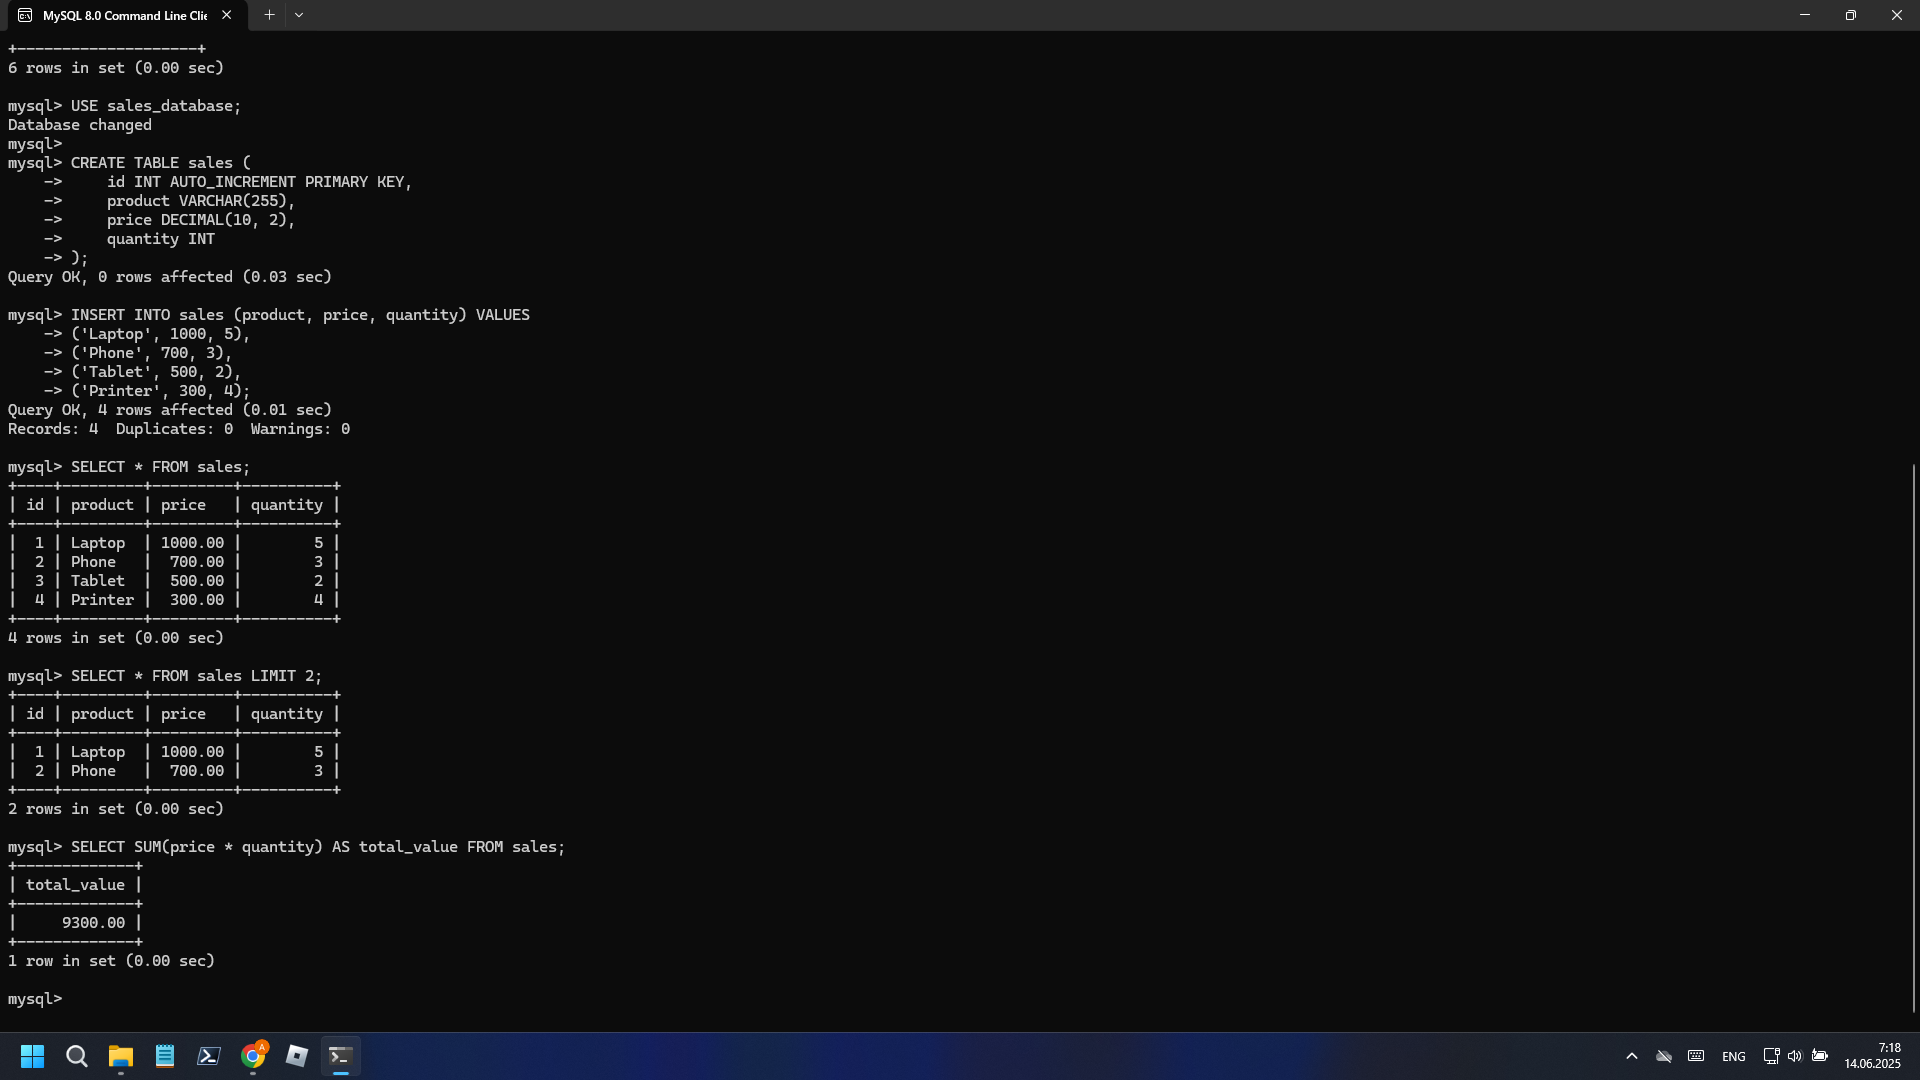 MySQL 8.0 Command Line Clie
+--------------------+
6 rows in set (0.00 sec)
mysql> USE sales_database;
Database changed
mysql>
mysql> CREATE TABLE sales (
    ->     id INT AUTO_INCREMENT PRIMARY KEY,
    ->     product VARCHAR(255),
    ->     price DECIMAL(10, 2),
    ->     quantity INT
    -> );
Query OK, 0 rows affected (0.03 sec)
mysql> INSERT INTO sales (product, price, quantity) VALUES
    -> ('Laptop', 1000, 5),
    -> ('Phone', 700, 3),
    -> ('Tablet', 500, 2),
    -> ('Printer', 300, 4);
Query OK, 4 rows affected (0.01 sec)
Records: 4  Duplicates: 0  Warnings: 0
mysql> SELECT * FROM sales;
+----+---------+---------+----------+
| id | product | price   | quantity |
+----+---------+---------+----------+
|  1 | Laptop  | 1000.00 |        5 |
|  2 | Phone   |  700.00 |        3 |
|  3 | Tablet  |  500.00 |        2 |
|  4 | Printer |  300.00 |        4 |
+----+---------+---------+----------+
4 rows in set (0.00 sec)
mysql> SELECT * FROM sales LIMIT 2;
+----+---------+---------+----------+
| id | product | price   | quantity |
+----+---------+---------+----------+
|  1 | Laptop  | 1000.00 |        5 |
|  2 | Phone   |  700.00 |        3 |
+----+---------+---------+----------+
2 rows in set (0.00 sec)
mysql> SELECT SUM(price * quantity) AS total_value FROM sales;
+-------------+
| total_value |
+-------------+
|     9300.00 |
+-------------+
1 row in set (0.00 sec)
mysql>
A
ENG
7:18
14.06.2025